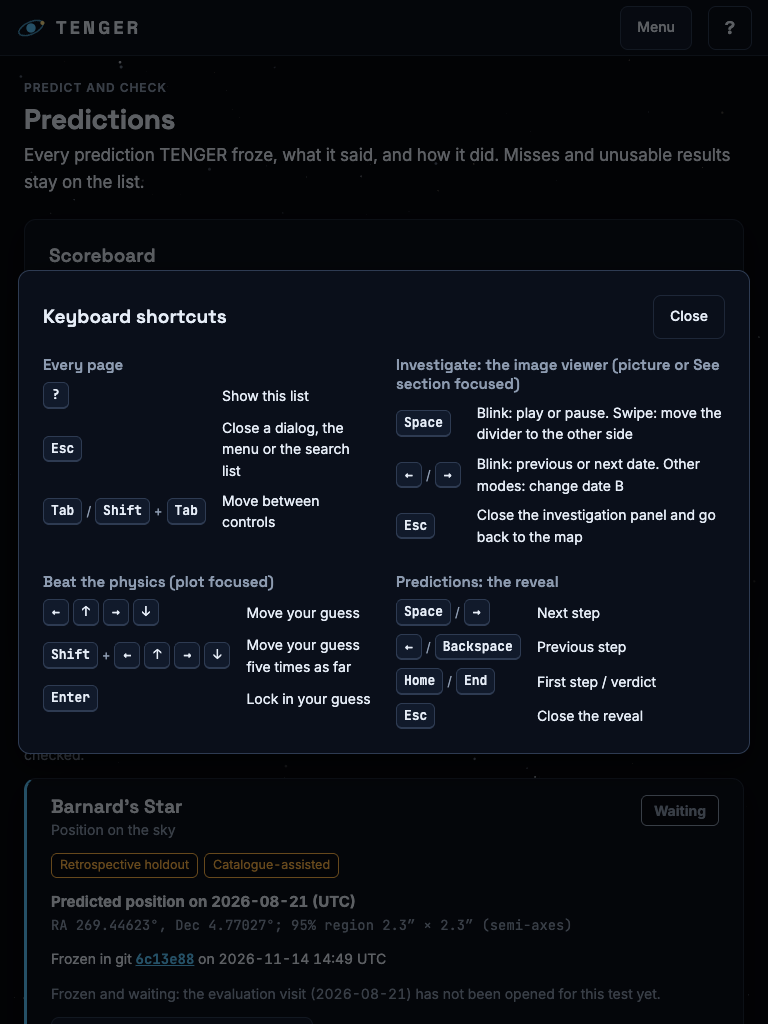 TENGER
Menu
?
PREDICT AND CHECK
Predictions
Every prediction TENGER froze, what it said, and how it did. Misses and unusable results
stay on the list.
Scoreboard
Keyboard shortcuts
Close
Every page
? Show this list
Esc Close a dialog, the
menu or the search
list
Tab / Shift + Tab Move between
controls
Investigate: the image viewer (picture or See
section focused)
Space Blink: play or pause. Swipe: move the
divider to the other side
← / → Blink: previous or next date. Other
modes: change date B
Esc Close the investigation panel and go
back to the map
Beat the physics (plot focused)
← ↑ → ↓ Move your guess
Shift + ← ↑ → ↓ Move your guess
five times as far
Enter Lock in your guess
Predictions: the reveal
Space / → Next step
← / Backspace Previous step
Home / End First step / verdict
Esc Close the reveal
checked.
Barnard's Star
Waiting
Position on the sky
Retrospective holdout Catalogue-assisted
Predicted position on 2026-08-21 (UTC)
RA 269.44623°, Dec 4.77027°; 95% region 2.3″ × 2.3″ (semi-axes)
Frozen in git 6c13e88 on 2026-11-14 14:49 UTC
Frozen and waiting: the evaluation visit (2026-08-21) has not been opened for this test yet.